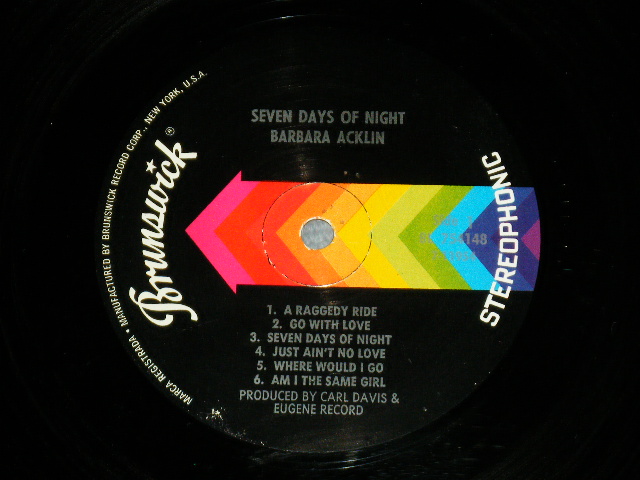 SEVEN DAYS OF NIGHT
BARBARA ACKLIN
Brunswick®
STEREOPHONIC
1. A RAGGEDY RIDE
2. GO WITH LOVE
3. SEVEN DAYS OF NIGHT
4. JUST AIN'T NO LOVE
5. WHERE WOULD I GO
6. AM I THE SAME GIRL
PRODUCED BY CARL DAVIS &
EUGENE RECORD
MARCA REGISTRADA • MANUFACTURED BY BRUNSWICK RECORD CORP., NEW YORK, U.S.A.